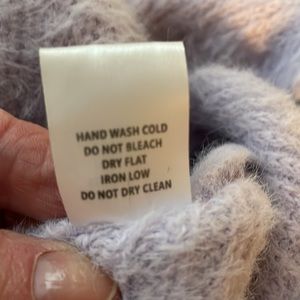 HAND WASH COLD
DO NOT BLEACH
DRY FLAT
IRON LOW
DO NOT DRY CLEAN